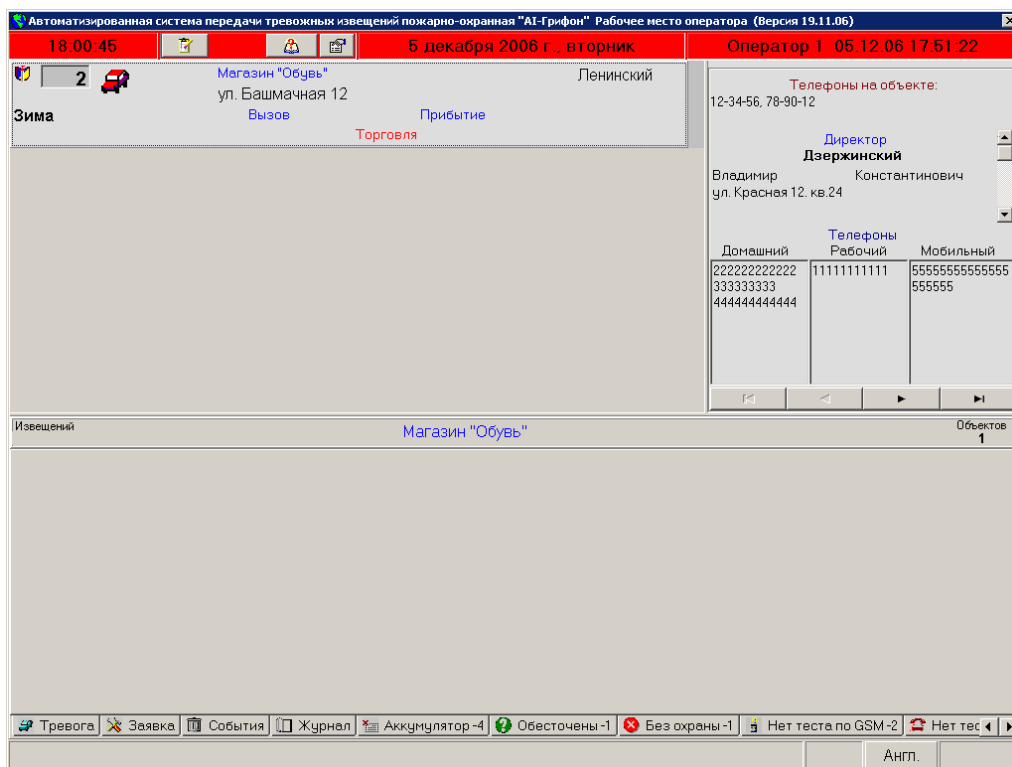 Автоматизированная система передачи тревожных извещений пожарно-охранная "AI-Грифон" Рабочее место оператора (Версия 19.11.06)
18:00:45 5 декабря 2006 г., вторник Оператор 1 05.12.06 17:51:22
2 Магазин "Обувь" Ленинский
ул. Башмачная 12
Зима Вызов Прибытие
Торговля
Телефоны на объекте:
12-34-56, 78-90-12
Директор
Дзержинский
Владимир Константинович
ул. Красная 12. кв.24
Телефоны
Домашний Рабочий Мобильный
222222222222 11111111111 55555555555555
333333333 555555
444444444444
Извещений Магазин "Обувь" Объектов
1
Тревога Заявка События Журнал Аккумулятор-4 Обесточены-1 Без охраны-1 Нет теста по GSM-2 Нет тес
Англ.